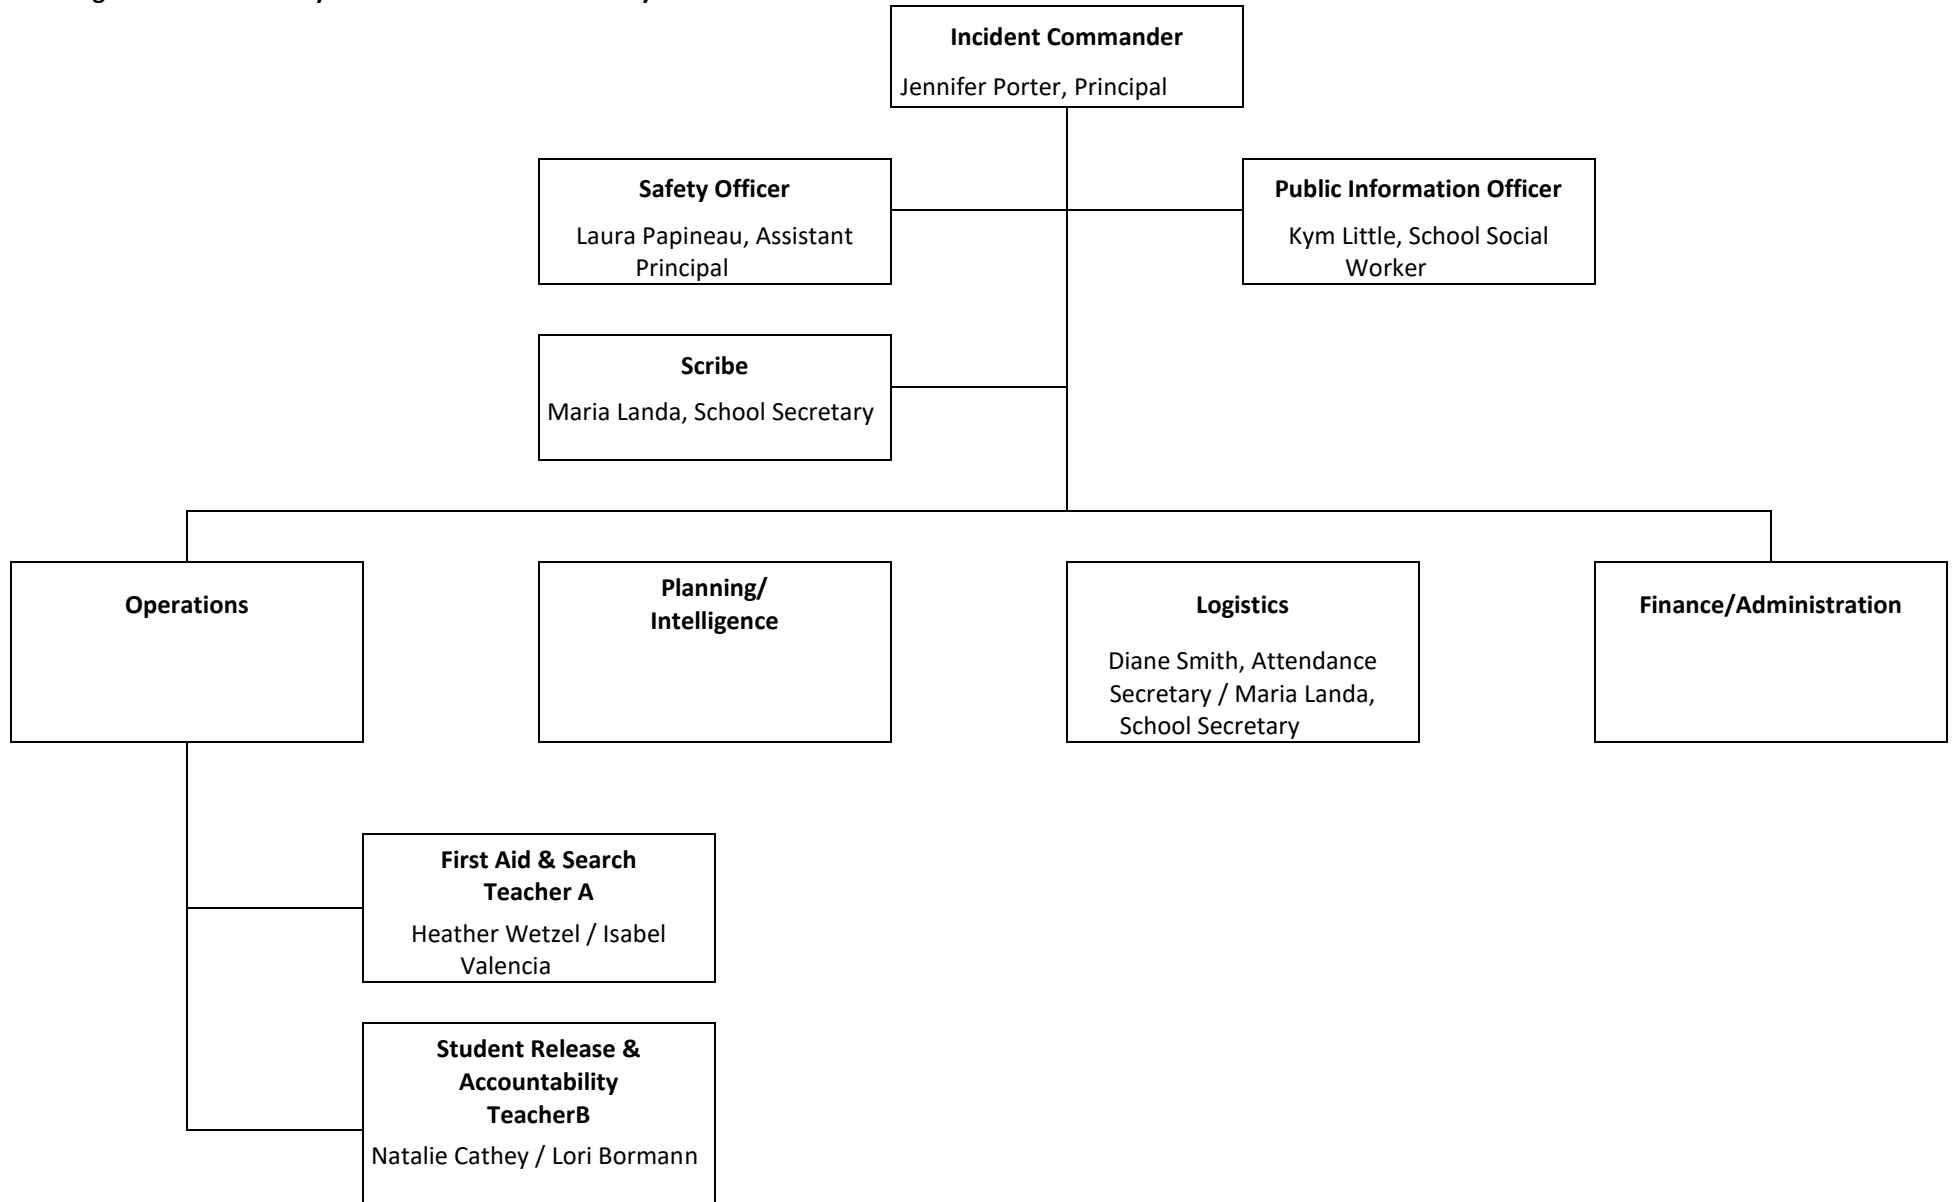 Incident Commander
Jennifer Porter, Principal
Safety Officer
Laura Papineau, Assistant
Principal
Public Information Officer
Kym Little, School Social
Worker
Scribe
Maria Landa, School Secretary
Operations
Planning/
Intelligence
Logistics
Diane Smith, Attendance
Secretary / Maria Landa,
School Secretary
Finance/Administration
First Aid & Search
Teacher A
Heather Wetzel / Isabel
Valencia
Student Release &
Accountability
TeacherB
Natalie Cathey / Lori Bormann